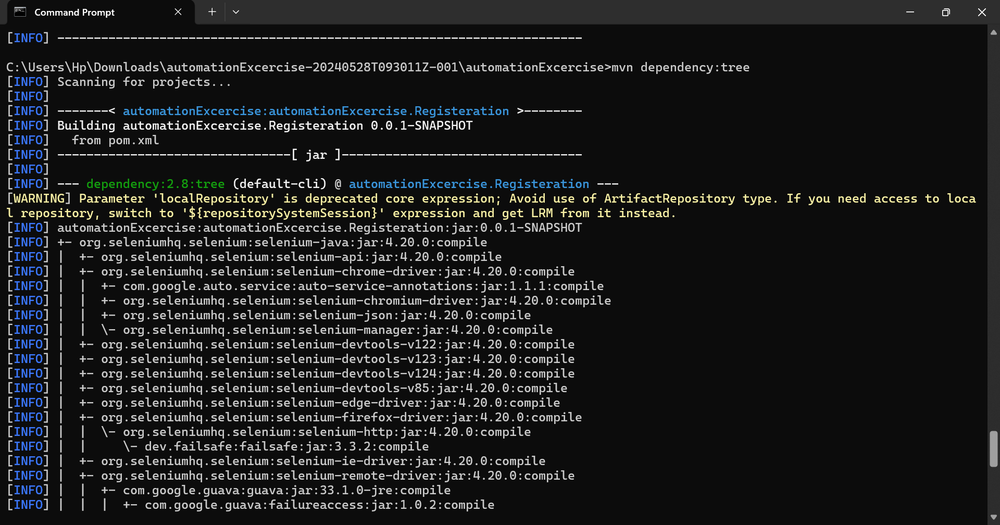 Command Prompt
[INFO] ------------------------------------------------------------------------
C:\Users\Hp\Downloads\automationExcercise-20240528T093011Z-001\automationExcercise>mvn dependency:tree
[INFO] Scanning for projects...
[INFO]
[INFO] -------< automationExcercise:automationExcercise.Registeration >--------
[INFO] Building automationExcercise.Registeration 0.0.1-SNAPSHOT
[INFO]   from pom.xml
[INFO] --------------------------------[ jar ]---------------------------------
[INFO]
[INFO] --- dependency:2.8:tree (default-cli) @ automationExcercise.Registeration ---
[WARNING] Parameter 'localRepository' is deprecated core expression; Avoid use of ArtifactRepository type. If you need access to loca
l repository, switch to '${repositorySystemSession}' expression and get LRM from it instead.
[INFO] automationExcercise:automationExcercise.Registeration:jar:0.0.1-SNAPSHOT
[INFO] +- org.seleniumhq.selenium:selenium-java:jar:4.20.0:compile
[INFO] |  +- org.seleniumhq.selenium:selenium-api:jar:4.20.0:compile
[INFO] |  +- org.seleniumhq.selenium:selenium-chrome-driver:jar:4.20.0:compile
[INFO] |  |  +- com.google.auto.service:auto-service-annotations:jar:1.1.1:compile
[INFO] |  |  +- org.seleniumhq.selenium:selenium-chromium-driver:jar:4.20.0:compile
[INFO] |  |  +- org.seleniumhq.selenium:selenium-json:jar:4.20.0:compile
[INFO] |  |  \- org.seleniumhq.selenium:selenium-manager:jar:4.20.0:compile
[INFO] |  +- org.seleniumhq.selenium:selenium-devtools-v122:jar:4.20.0:compile
[INFO] |  +- org.seleniumhq.selenium:selenium-devtools-v123:jar:4.20.0:compile
[INFO] |  +- org.seleniumhq.selenium:selenium-devtools-v124:jar:4.20.0:compile
[INFO] |  +- org.seleniumhq.selenium:selenium-devtools-v85:jar:4.20.0:compile
[INFO] |  +- org.seleniumhq.selenium:selenium-edge-driver:jar:4.20.0:compile
[INFO] |  +- org.seleniumhq.selenium:selenium-firefox-driver:jar:4.20.0:compile
[INFO] |  |  \- org.seleniumhq.selenium:selenium-http:jar:4.20.0:compile
[INFO] |  |     \- dev.failsafe:failsafe:jar:3.3.2:compile
[INFO] |  +- org.seleniumhq.selenium:selenium-ie-driver:jar:4.20.0:compile
[INFO] |  +- org.seleniumhq.selenium:selenium-remote-driver:jar:4.20.0:compile
[INFO] |  |  +- com.google.guava:guava:jar:33.1.0-jre:compile
[INFO] |  |  |  +- com.google.guava:failureaccess:jar:1.0.2:compile